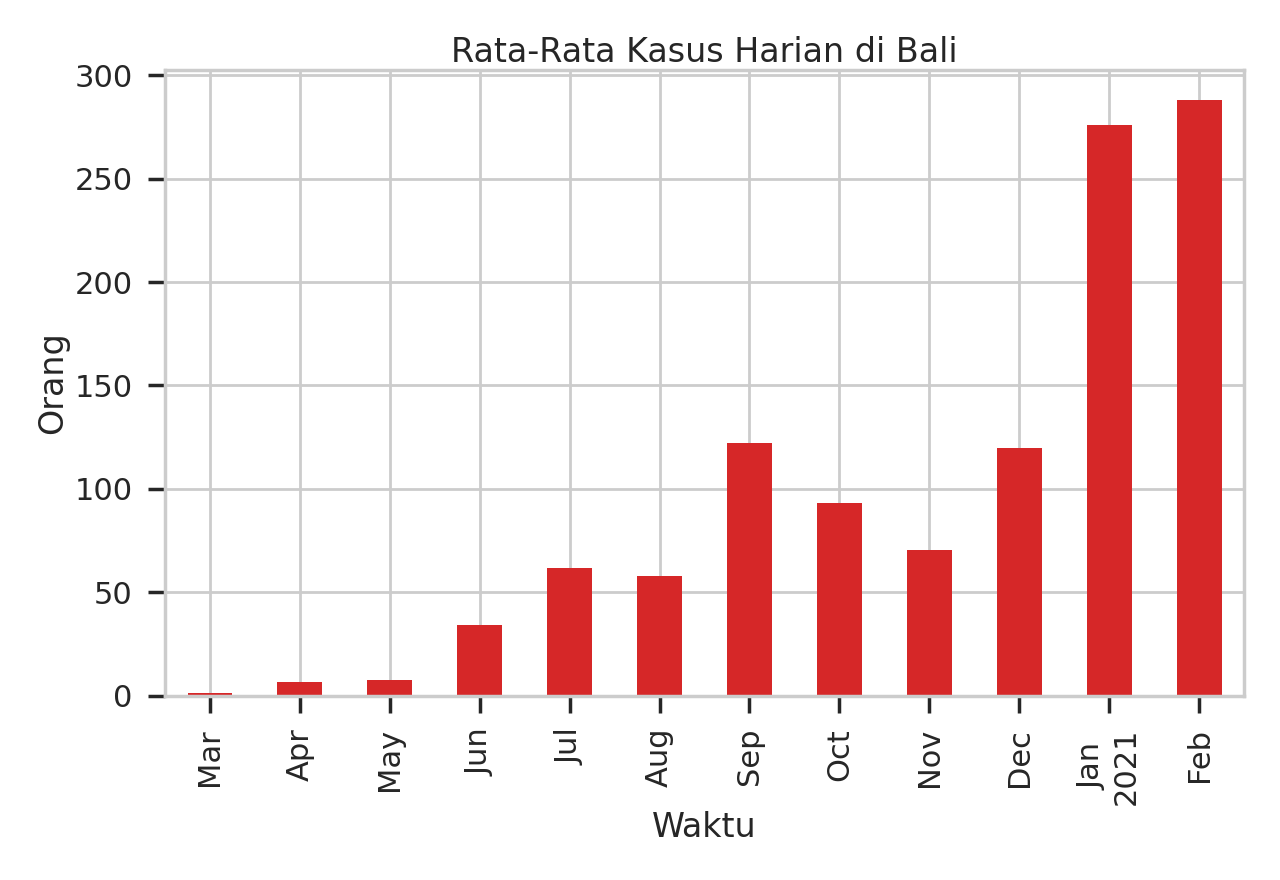 Rata-Rata Kasus Harian di Bali
300
250
200
150
100
50
0
Orang
Mar
Apr
May
Jun
Jul
Aug
Sep
Oct
Nov
Dec
Jan
2021
Feb
Waktu